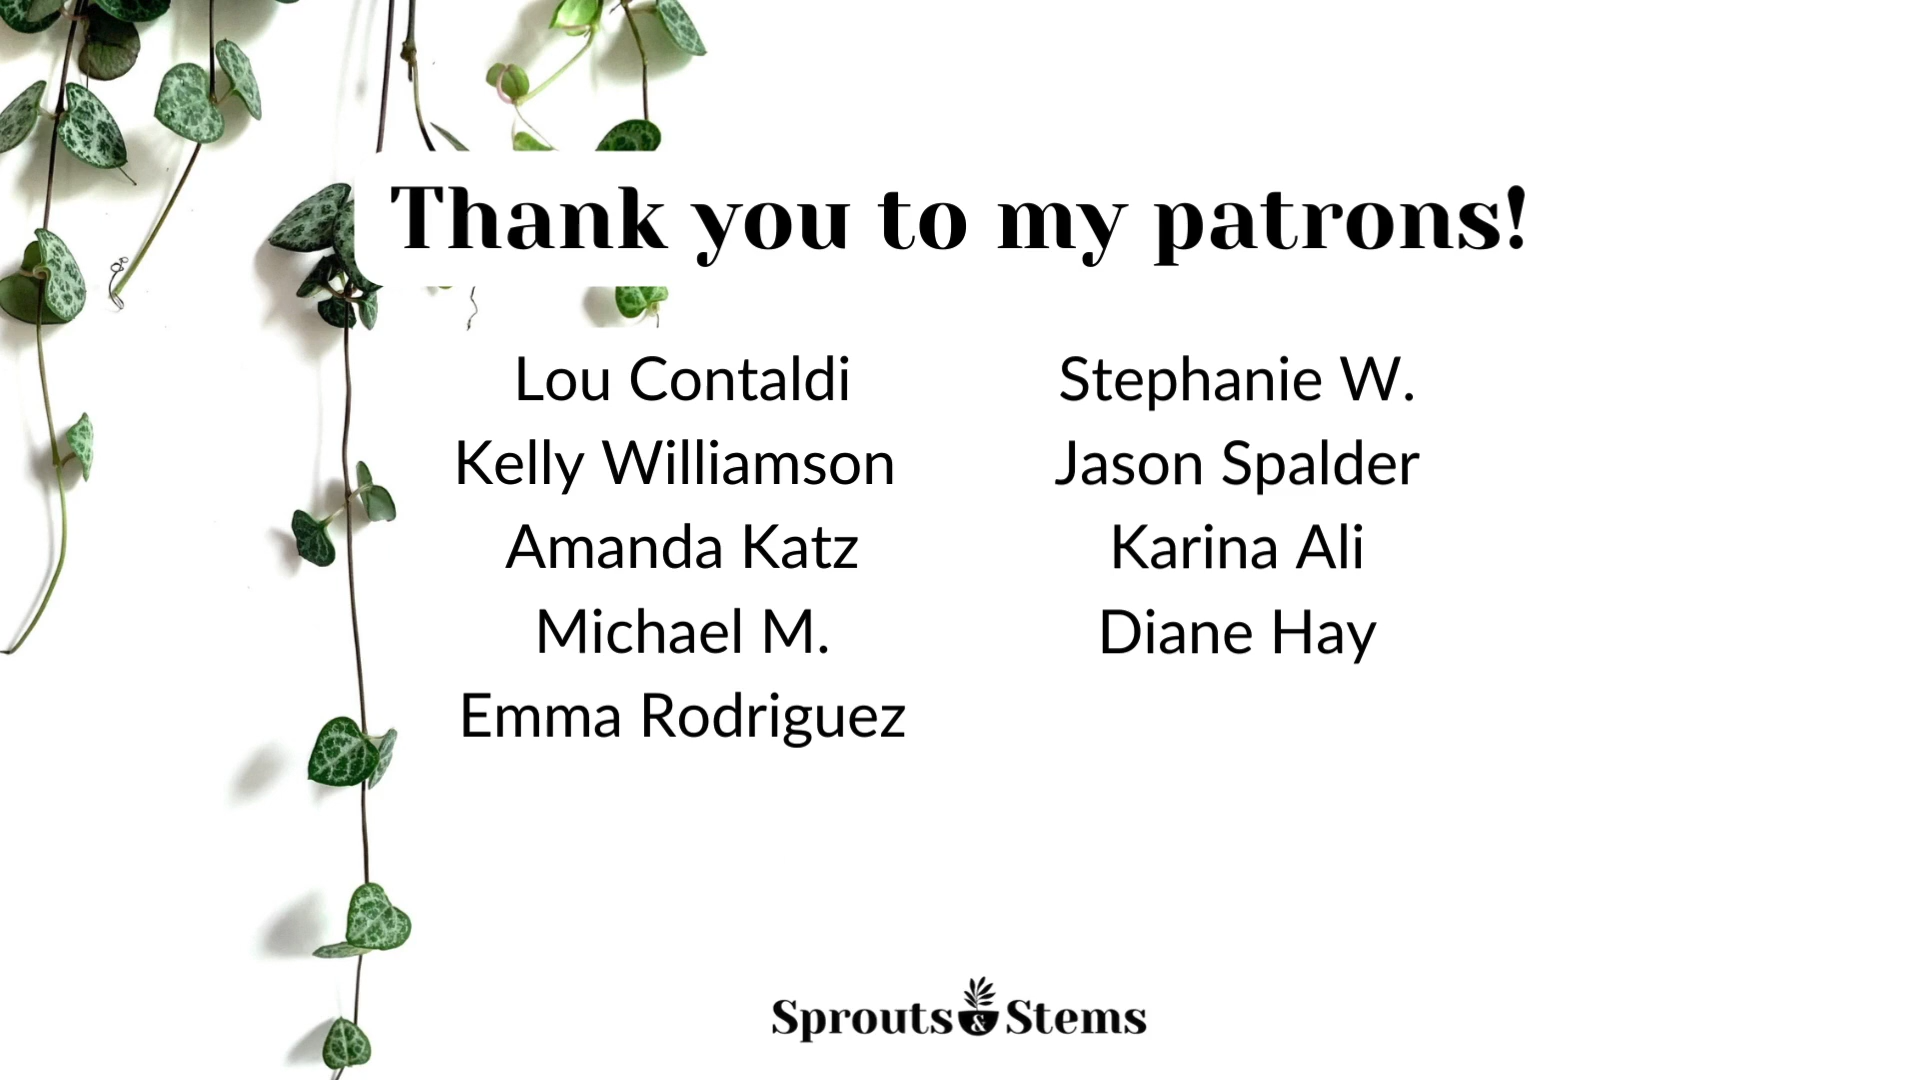 Thank you to my patrons!
Lou Contaldi
Kelly Williamson
Amanda Katz
Michael M.
Emma Rodriguez
Stephanie W.
Jason Spalder
Karina Ali
Diane Hay
Sprouts & Stems